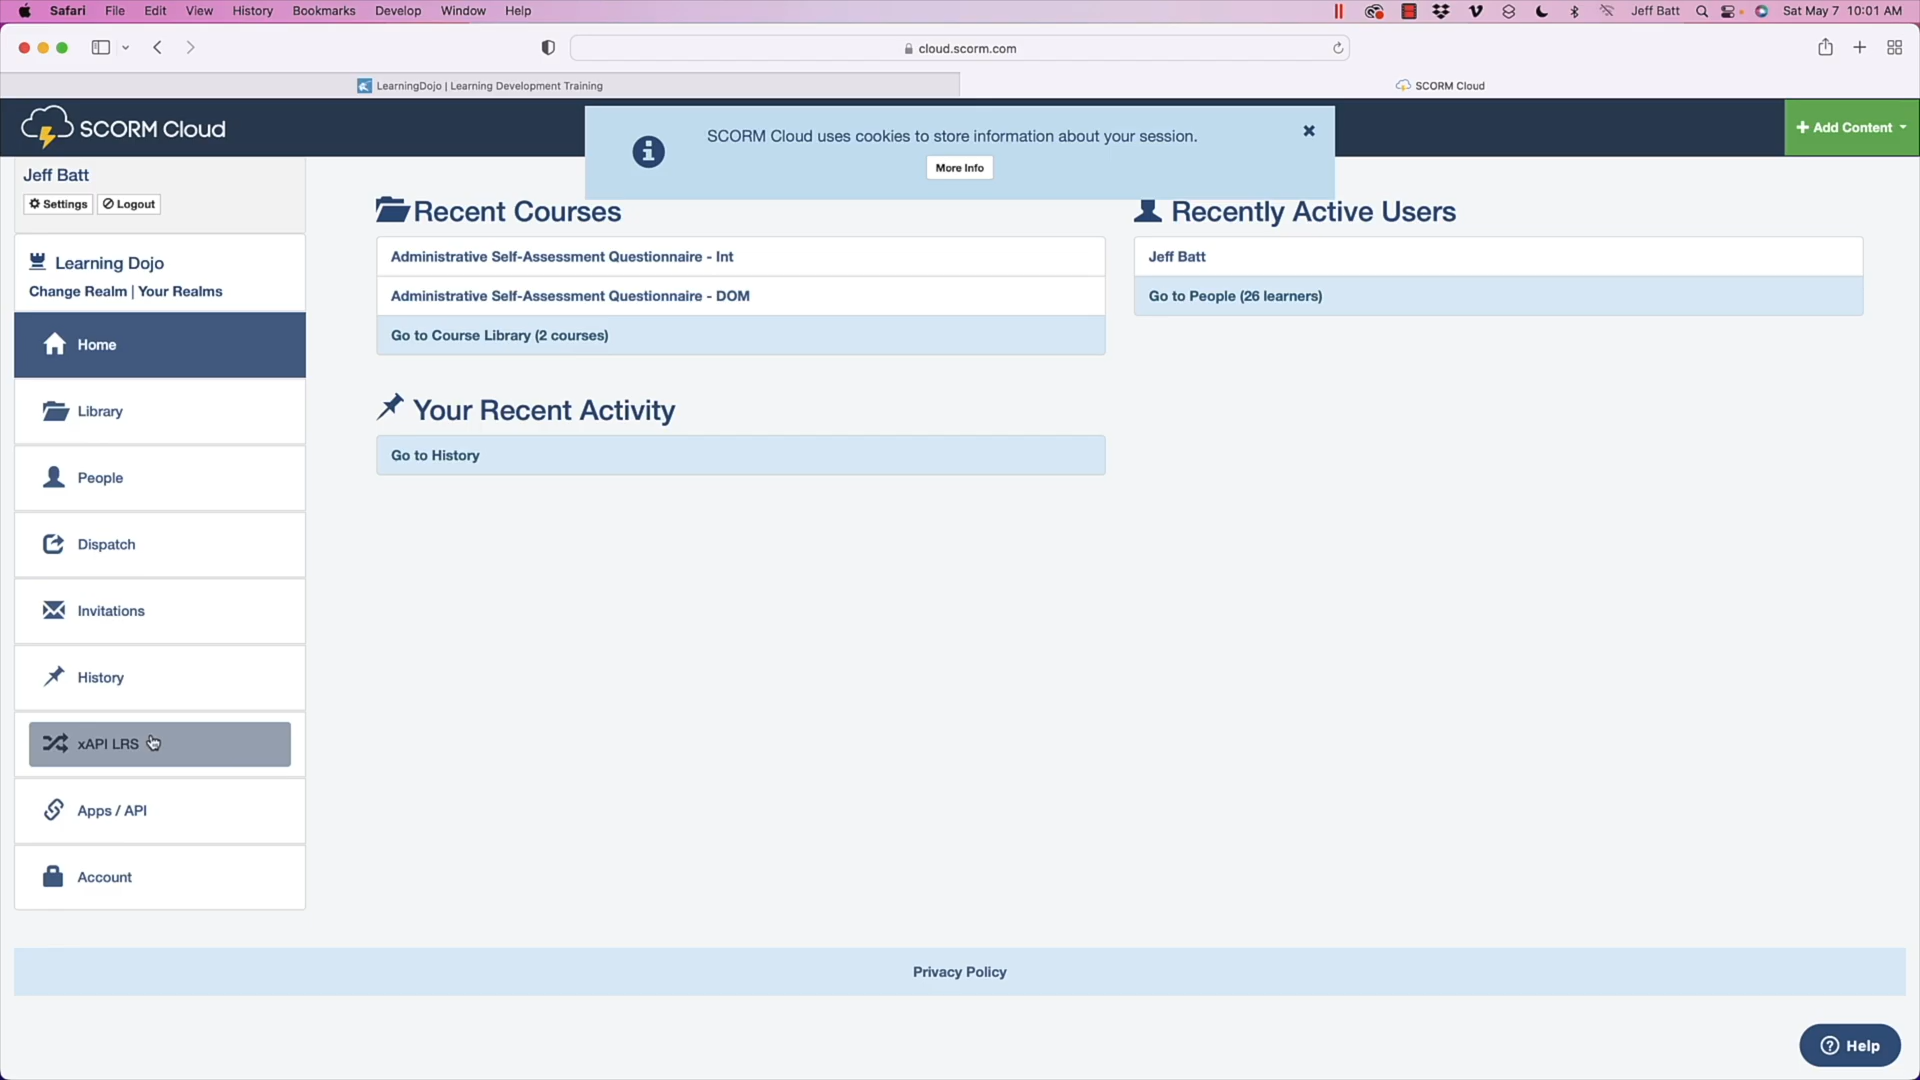 Safari File Edit View History Bookmarks Develop Window Help
Jeff Batt Sat May 7 10:01 AM
cloud.scorm.com
LearningDojo | Learning Development Training
SCORM Cloud
SCORM Cloud
SCORM Cloud uses cookies to store information about your session.
More Info
Add Content
Jeff Batt
Settings Logout
Learning Dojo
Change Realm | Your Realms
Home
Library
People
Dispatch
Invitations
History
xAPI LRS
Apps / API
Account
Recent Courses
Administrative Self-Assessment Questionnaire - Int
Administrative Self-Assessment Questionnaire - DOM
Go to Course Library (2 courses)
Your Recent Activity
Go to History
Recently Active Users
Jeff Batt
Go to People (26 learners)
Privacy Policy
Help